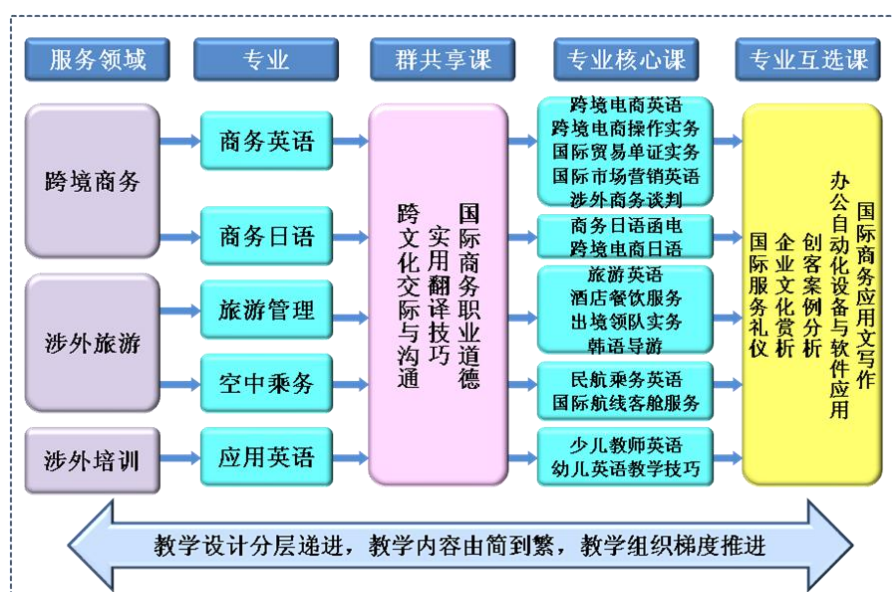 服务领域
专业
群共享课
专业核心课
专业互选课
跨境商务
涉外旅游
涉外培训
商务英语
商务日语
旅游管理
空中乘务
应用英语
国际商务职业道德
实用翻译技巧
跨文化交际与沟通
跨境电商英语
跨境电商操作实务
国际贸易单证实务
国际市场营销英语
涉外商务谈判
商务日语函电
跨境电商日语
旅游英语
酒店餐饮服务
出境领队实务
韩语导游
民航乘务英语
国际航线客舱服务
少儿教师英语
幼儿英语教学技巧
国际商务应用文写作
办公自动化设备与软件应用
创客案例分析
企业文化赏析
国际服务礼仪
教学设计分层递进，教学内容由简到繁，教学组织梯度推进